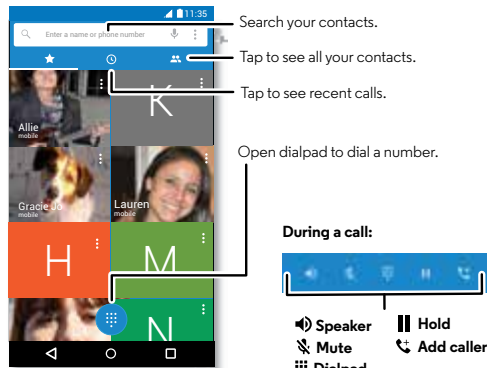 11:35
Enter a name or phone number
Search your contacts.
Tap to see all your contacts.
Tap to see recent calls.
K
Allie
mobile
Open dialpad to dial a number.
Gracie Jo
mobile
Lauren
mobile
H
M
N
During a call:
Speaker
Hold
Mute
Add caller
Dialpad